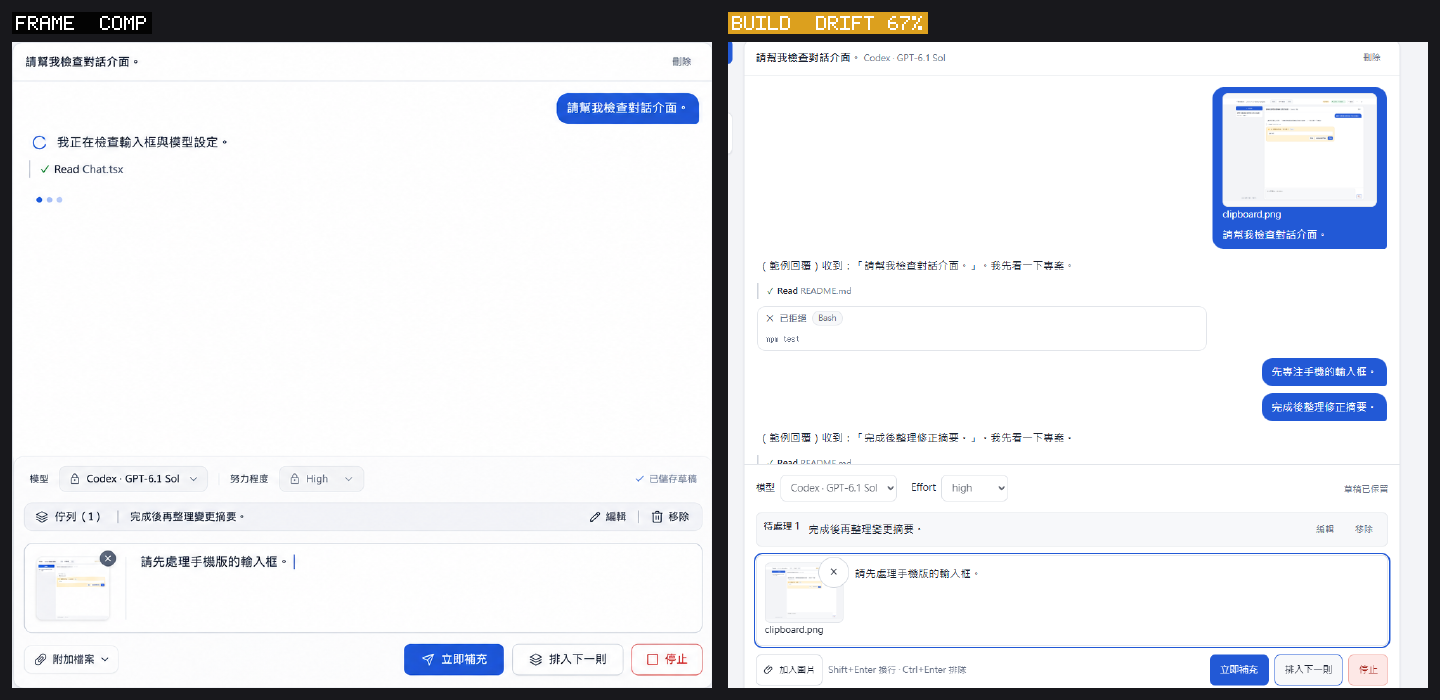 FRAME COMP
請幫我檢查對話介面。
刪除
請幫我檢查對話介面。
我正在檢查輸入框與模型設定。
✓ Read Chat.tsx
模型
Codex · GPT-6.1 Sol
努力程度
High
✓ 已儲存草稿
佇列 ( 1 )
完成後再整理變更摘要。
編輯
移除
請先處理手機版的輸入框。
附加檔案
立即補充
排入下一則
停止
BUILD DRIFT 67%
請幫我檢查對話介面。 Codex · GPT-6.1 Sol
刪除
clipboard.png
請幫我檢查對話介面。
（範例回覆）收到：「請幫我檢查對話介面。」。我先看一下專案。
✓ Read README.md
已拒絕 Bash
npm test
先專注手機的輸入框。
完成後整理修正摘要。
（範例回覆）收到：「完成後整理修正摘要。」。我先看一下專案。
✓ Read README.md
模型
Codex · GPT-6.1 Sol
Effort
high
草稿已保留
待處理 1
完成後再整理變更摘要。
編輯
移除
請先處理手機版的輸入框。
clipboard.png
加入圖片
Shift+Enter 換行 · Ctrl+Enter 排隊
立即補充
排入下一則
停止